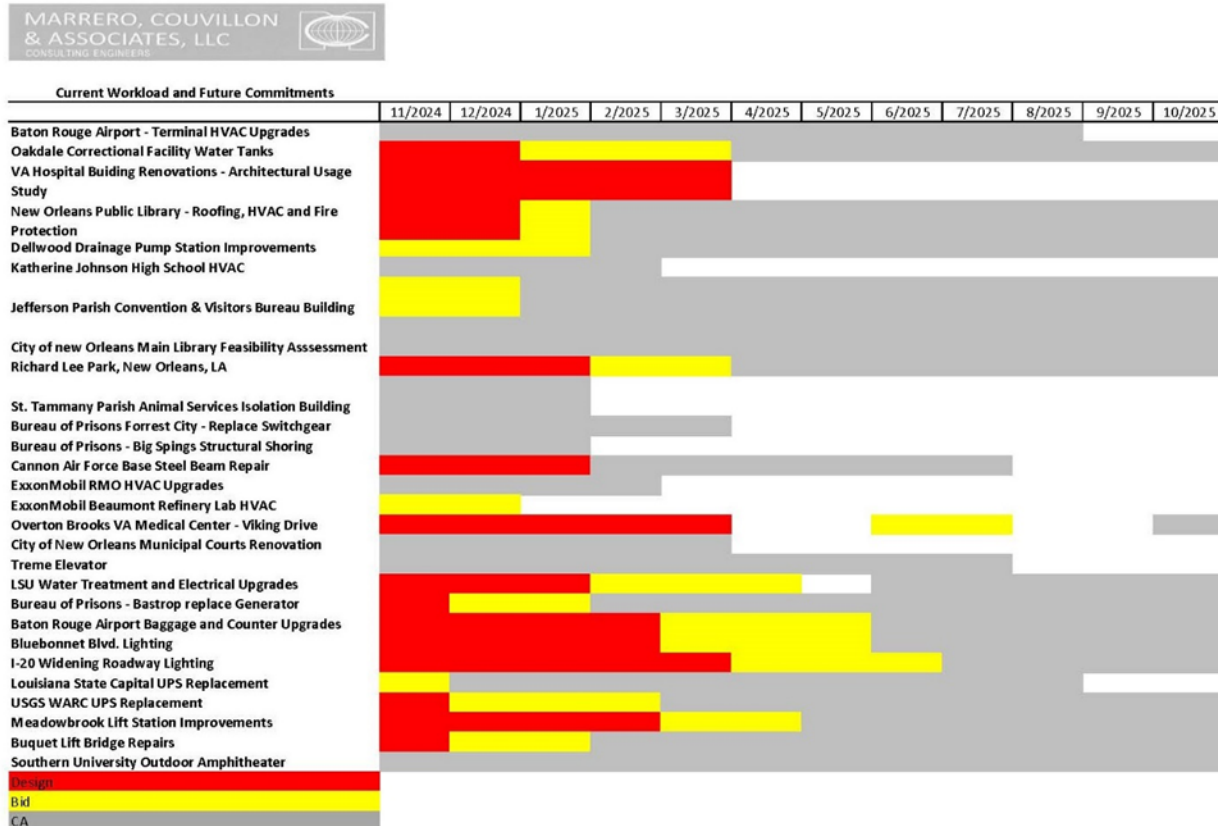 MARRERO, COUVILLON
& ASSOCIATES, LLC
CONSULTING ENGINEERS
Current Workload and Future Commitments
11/2024 12/2024 1/2025 2/2025 3/2025 4/2025 5/2025 6/2025 7/2025 8/2025 9/2025 10/2025
Baton Rouge Airport - Terminal HVAC Upgrades
Oakdale Correctional Facility Water Tanks
VA Hospital Buiding Renovations - Architectural Usage
Study
New Orleans Public Library - Roofing, HVAC and Fire
Protection
Dellwood Drainage Pump Station Improvements
Katherine Johnson High School HVAC
Jefferson Parish Convention & Visitors Bureau Building
City of new Orleans Main Library Feasibility Asssessment
Richard Lee Park, New Orleans, LA
St. Tammany Parish Animal Services Isolation Building
Bureau of Prisons Forrest City - Replace Switchgear
Bureau of Prisons - Big Spings Structural Shoring
Cannon Air Force Base Steel Beam Repair
ExxonMobil RMO HVAC Upgrades
ExxonMobil Beaumont Refinery Lab HVAC
Overton Brooks VA Medical Center - Viking Drive
City of New Orleans Municipal Courts Renovation
Treme Elevator
LSU Water Treatment and Electrical Upgrades
Bureau of Prisons - Bastrop replace Generator
Baton Rouge Airport Baggage and Counter Upgrades
Bluebonnet Blvd. Lighting
I-20 Widening Roadway Lighting
Louisiana State Capital UPS Replacement
USGS WARC UPS Replacement
Meadowbrook Lift Station Improvements
Buquet Lift Bridge Repairs
Southern University Outdoor Amphitheater
Design
Bid
CA